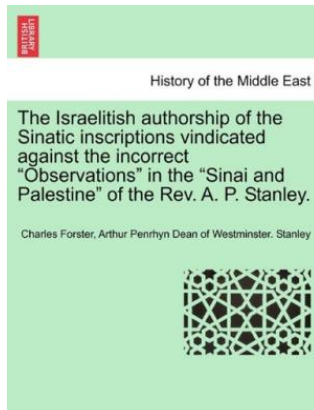 BRITISH
LIBRARY
History of the Middle East
The Israelitish authorship of the
Sinatic inscriptions vindicated
against the incorrect
“Observations” in the “Sinai and
Palestine” of the Rev. A. P. Stanley.
Charles Forster, Arthur Penrhyn Dean of Westminster. Stanley